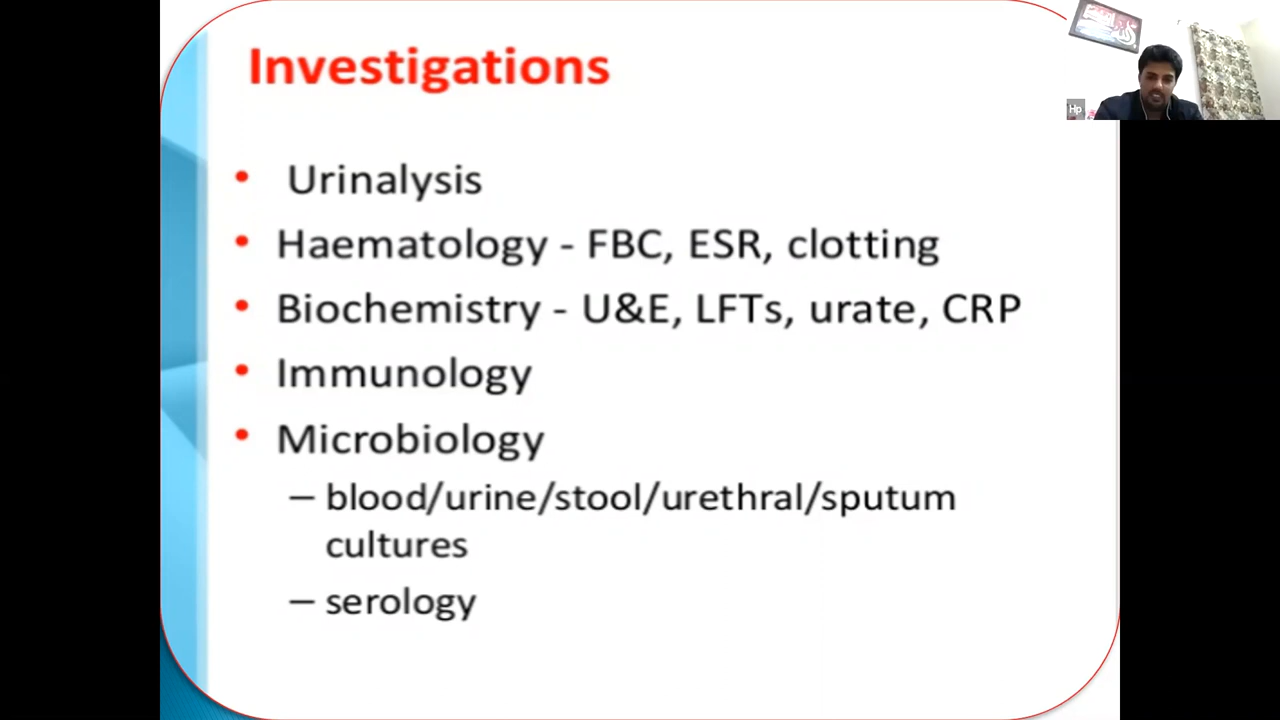 Investigations
• Urinalysis
• Haematology - FBC, ESR, clotting
• Biochemistry - U&E, LFTs, urate, CRP
• Immunology
• Microbiology
– blood/urine/stool/urethral/sputum
cultures
– serology
Hp